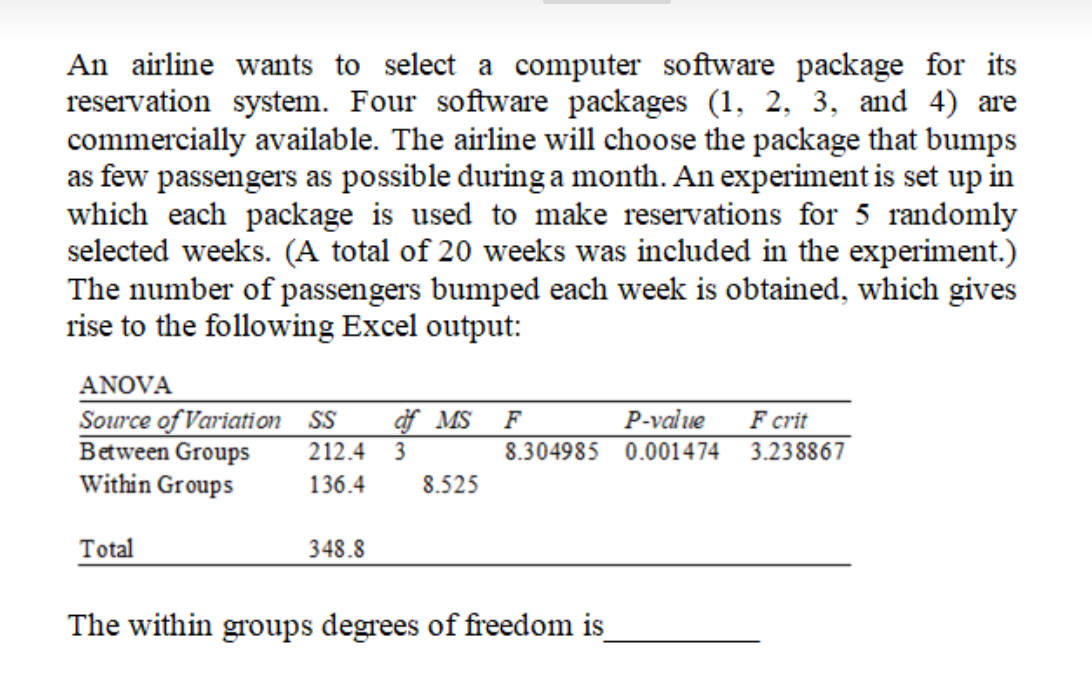 An airline wants to select a computer software package for its
reservation system. Four software packages (1, 2, 3, and 4) are
commercially available. The airline will choose the package that bumps
as few passengers as possible during a month. An experiment is set up in
which each package is used to make reservations for 5 randomly
selected weeks. (A total of 20 weeks was included in the experiment.)
The number of passengers bumped each week is obtained, which gives
rise to the following Excel output:
ANOVA
Source of Variation SS df MS F P-value F crit
Between Groups 212.4 3 8.304985 0.001474 3.238867
Within Groups 136.4 8.525
Total 348.8
The within groups degrees of freedom is__________